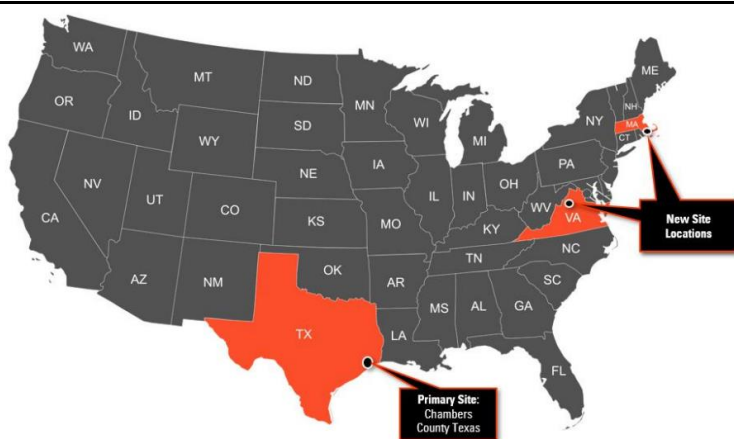 WA
MT
ND
MN
ME
OR
ID
SD
WI
MI
NY
NH
MA
CT
WY
IA
PA
NE
NV
UT
CO
IL
IN
OH
WV
VA
New Site
Locations
CA
KS
MO
KY
AZ
NM
OK
AR
TN
NC
SC
MS
AL
GA
TX
LA
FL
Primary Site:
Chambers
County Texas